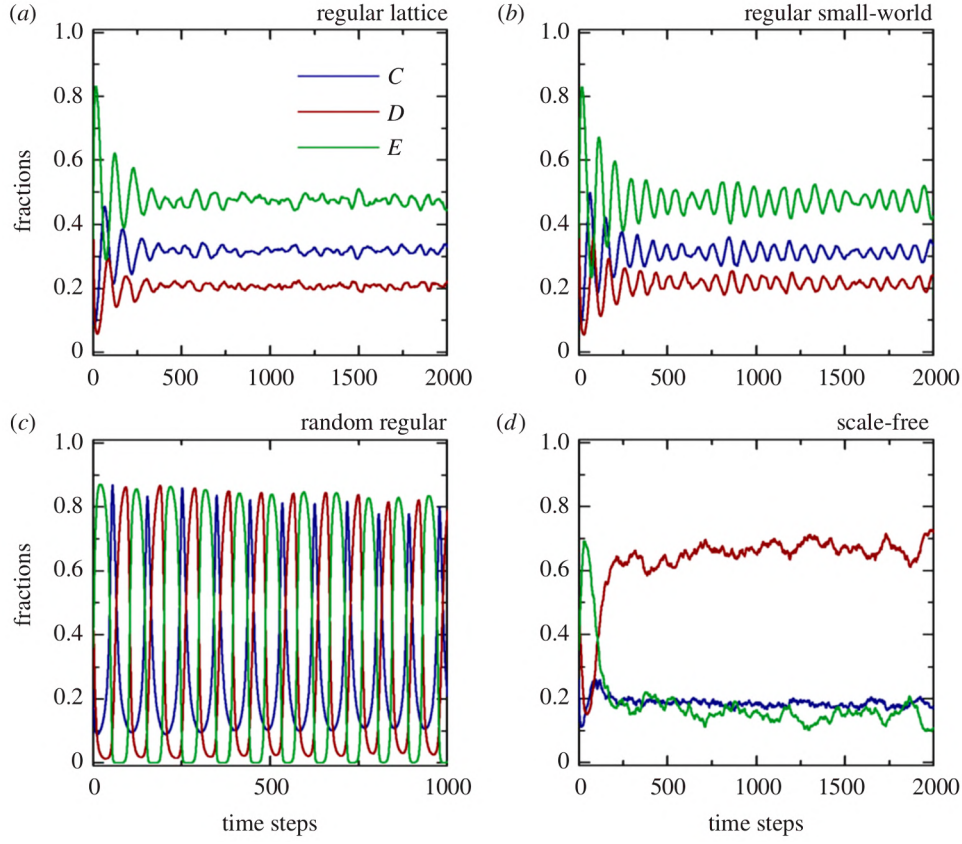 (a) regular lattice
1.0
0.8
0.6
0.4
0.2
0
fractions
C
D
E
0 500 1000 1500 2000
(b) regular small-world
1.0
0.8
0.6
0.4
0.2
0
0 500 1000 1500 2000
(c) random regular
1.0
0.8
0.6
0.4
0.2
0
fractions
0 500 1000
time steps
(d) scale-free
1.0
0.8
0.6
0.4
0.2
0
0 500 1000 1500 2000
time steps